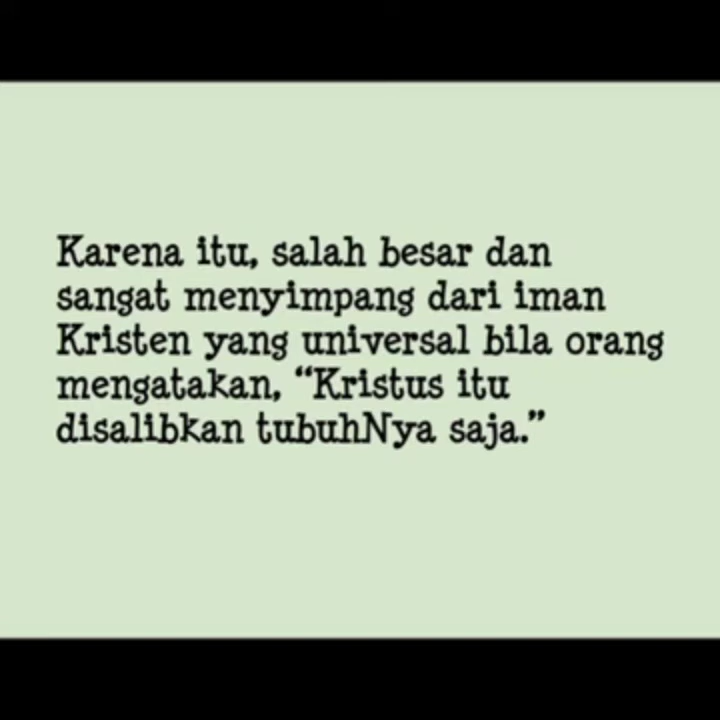 Karena itu, salah besar dan
sangat menyimpang dari iman
Kristen yang universal bila orang
mengatakan, “Kristus itu
disalibkan tubuhNya saja.”